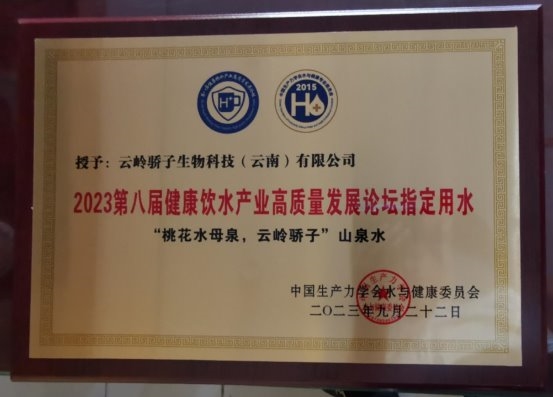 H+
2015
授予：云岭骄子生物科技（云南）有限公司
2023第八届健康饮水产业高质量发展论坛指定用水
“桃花水母泉，云岭骄子”山泉水
中国生产力学会水与健康委员会
二〇二三年九月二十二日